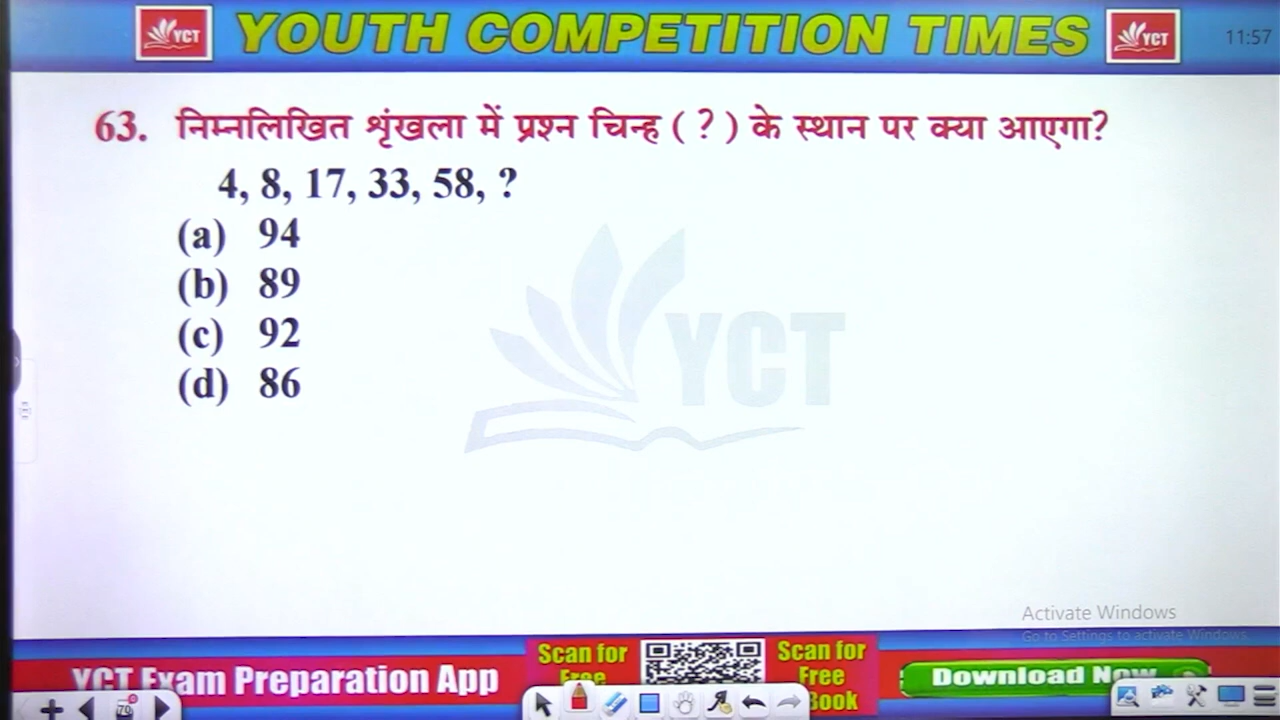 YCT
YOUTH COMPETITION TIMES
YCT
11:57
63. निम्नलिखित शृंखला में प्रश्न चिन्ह ( ? ) के स्थान पर क्या आएगा?
4, 8, 17, 33, 58, ?
(a) 94
(b) 89
(c) 92
(d) 86
YCT
Activate Windows
Go to Settings to activate Windows.
YCT Exam Preparation App
Scan for
Free
Scan for
Free
Book
Download Now